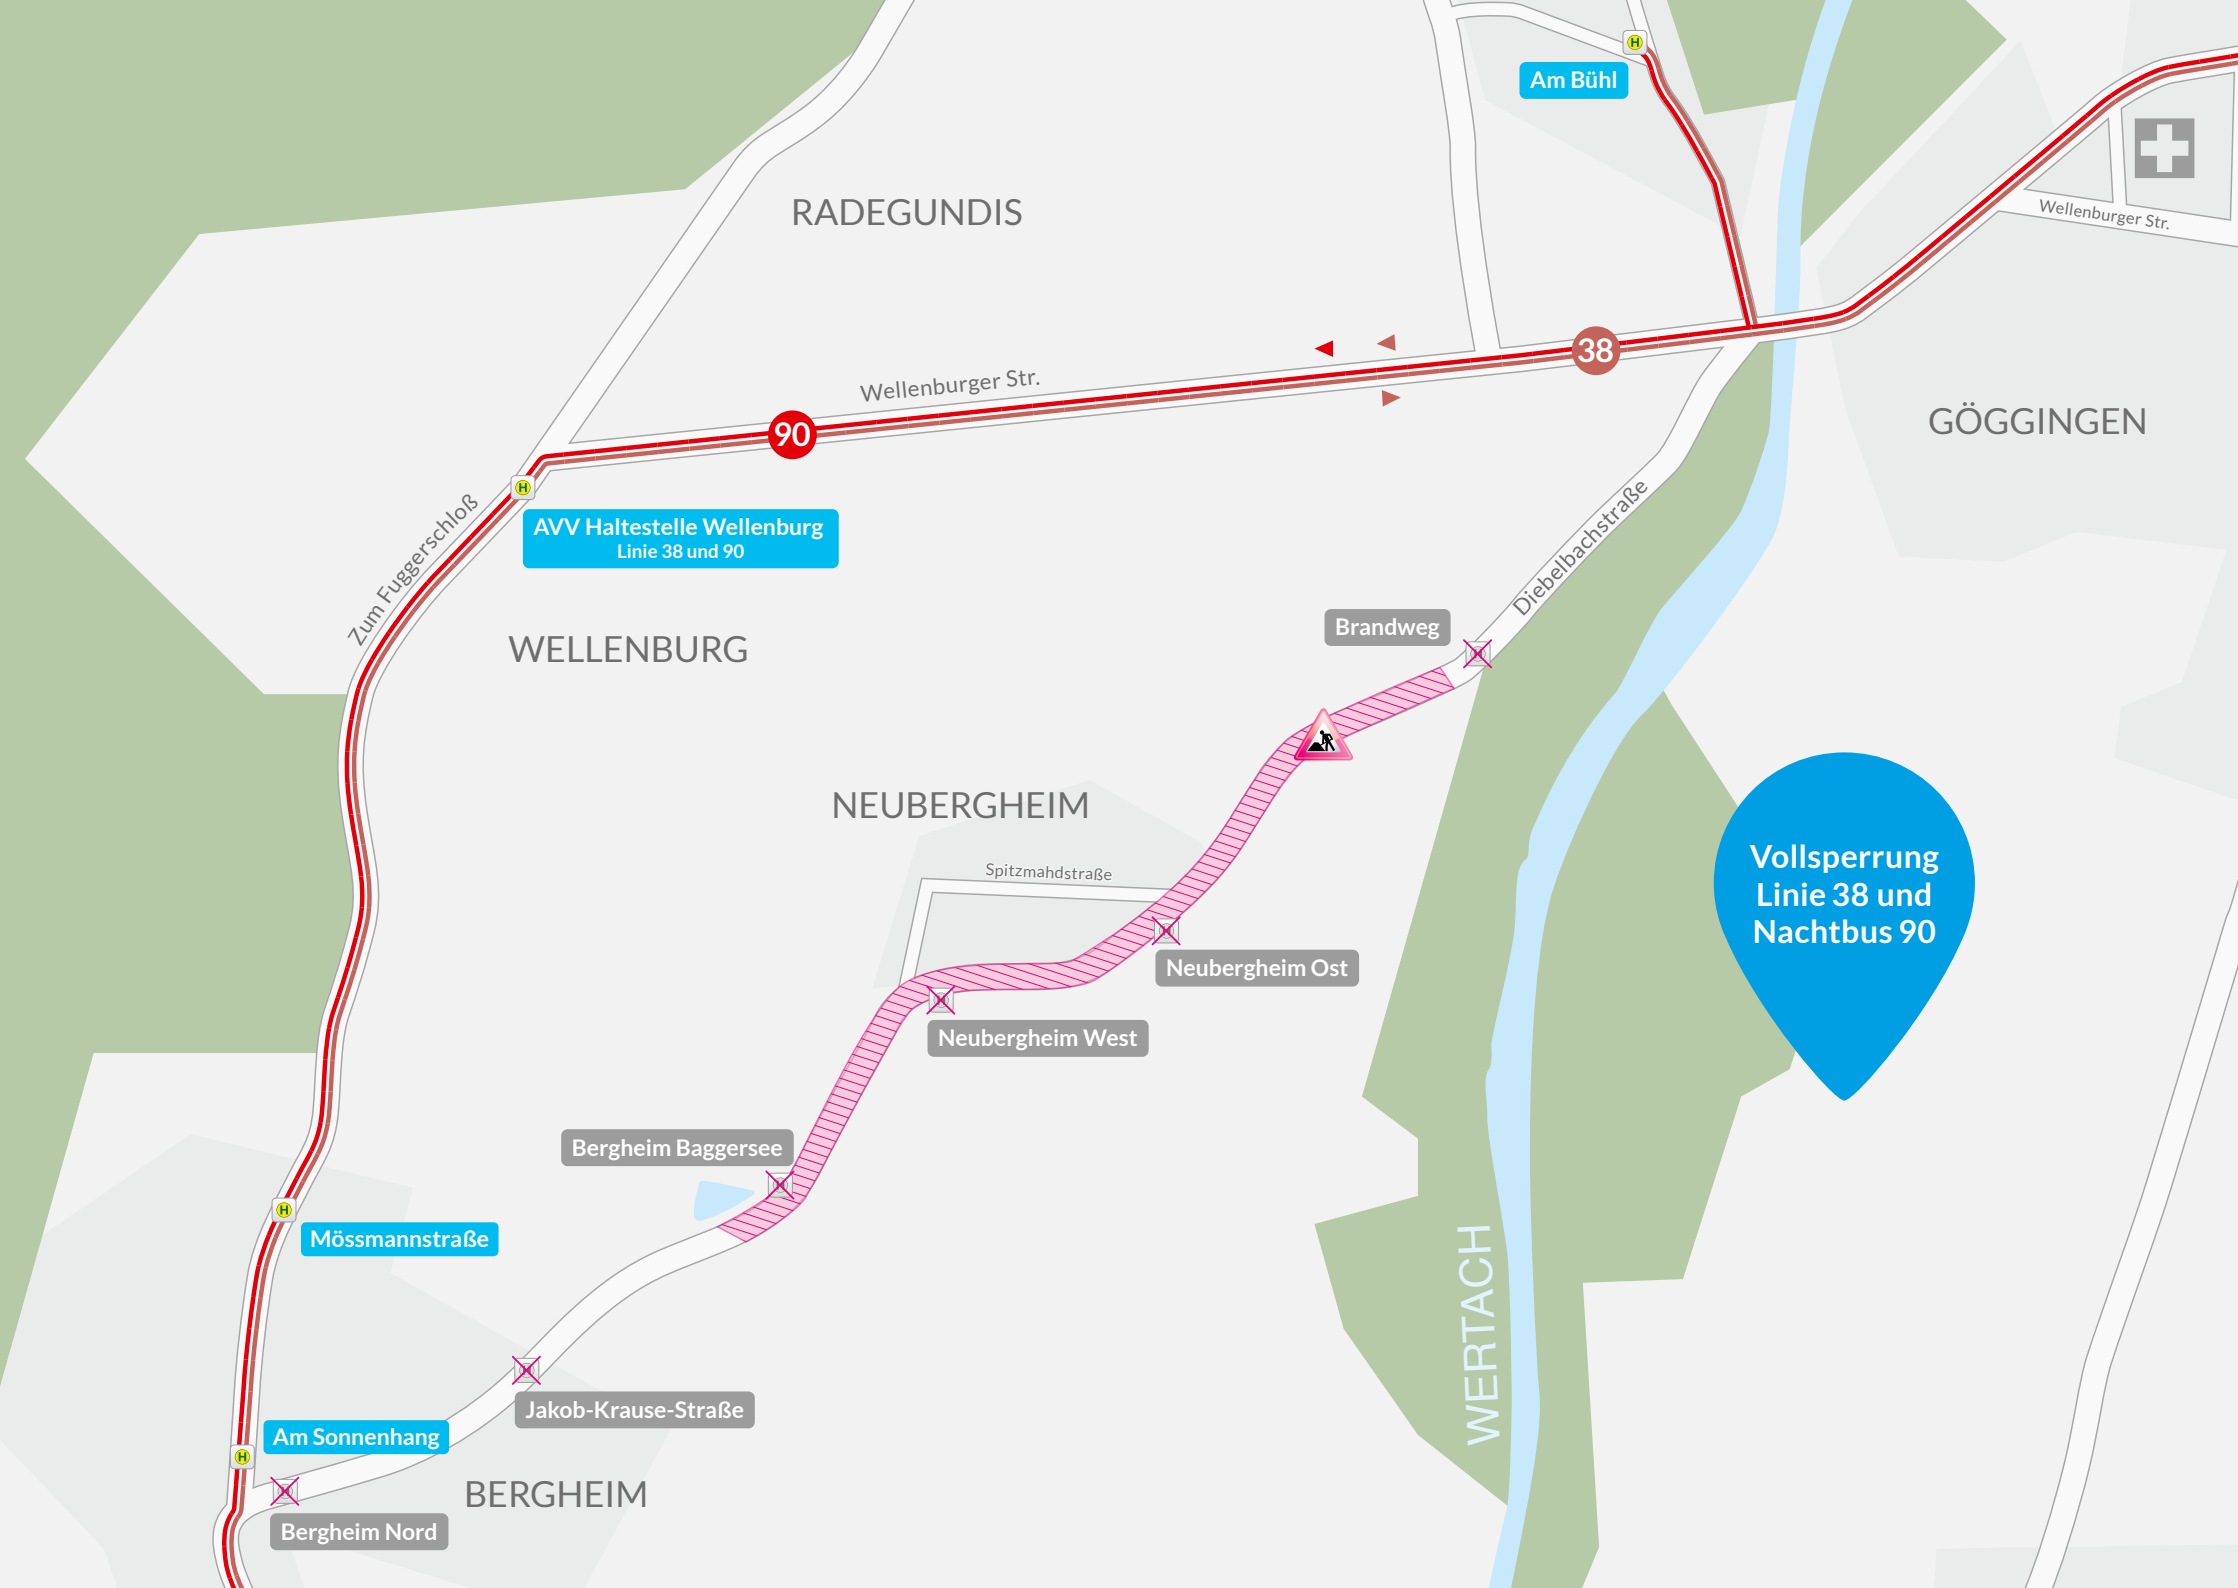 H
Am Bühl
RADEGUNDIS
Wellenburger Str.
38
Wellenburger Str.
90
GÖGGINGEN
H
AVV Haltestelle Wellenburg
Linie 38 und 90
Zum Fuggerschloß
Diebelbachstraße
WELLENBURG
Brandweg
H
NEUBERGHEIM
Spitzmahdstraße
Vollsperrung
Linie 38 und
Nachtbus 90
H
Neubergheim Ost
H
Neubergheim West
Bergheim Baggersee
H
H
Mössmannstraße
WERTACH
H
Jakob-Krause-Straße
Am Sonnenhang
H
H
BERGHEIM
Bergheim Nord